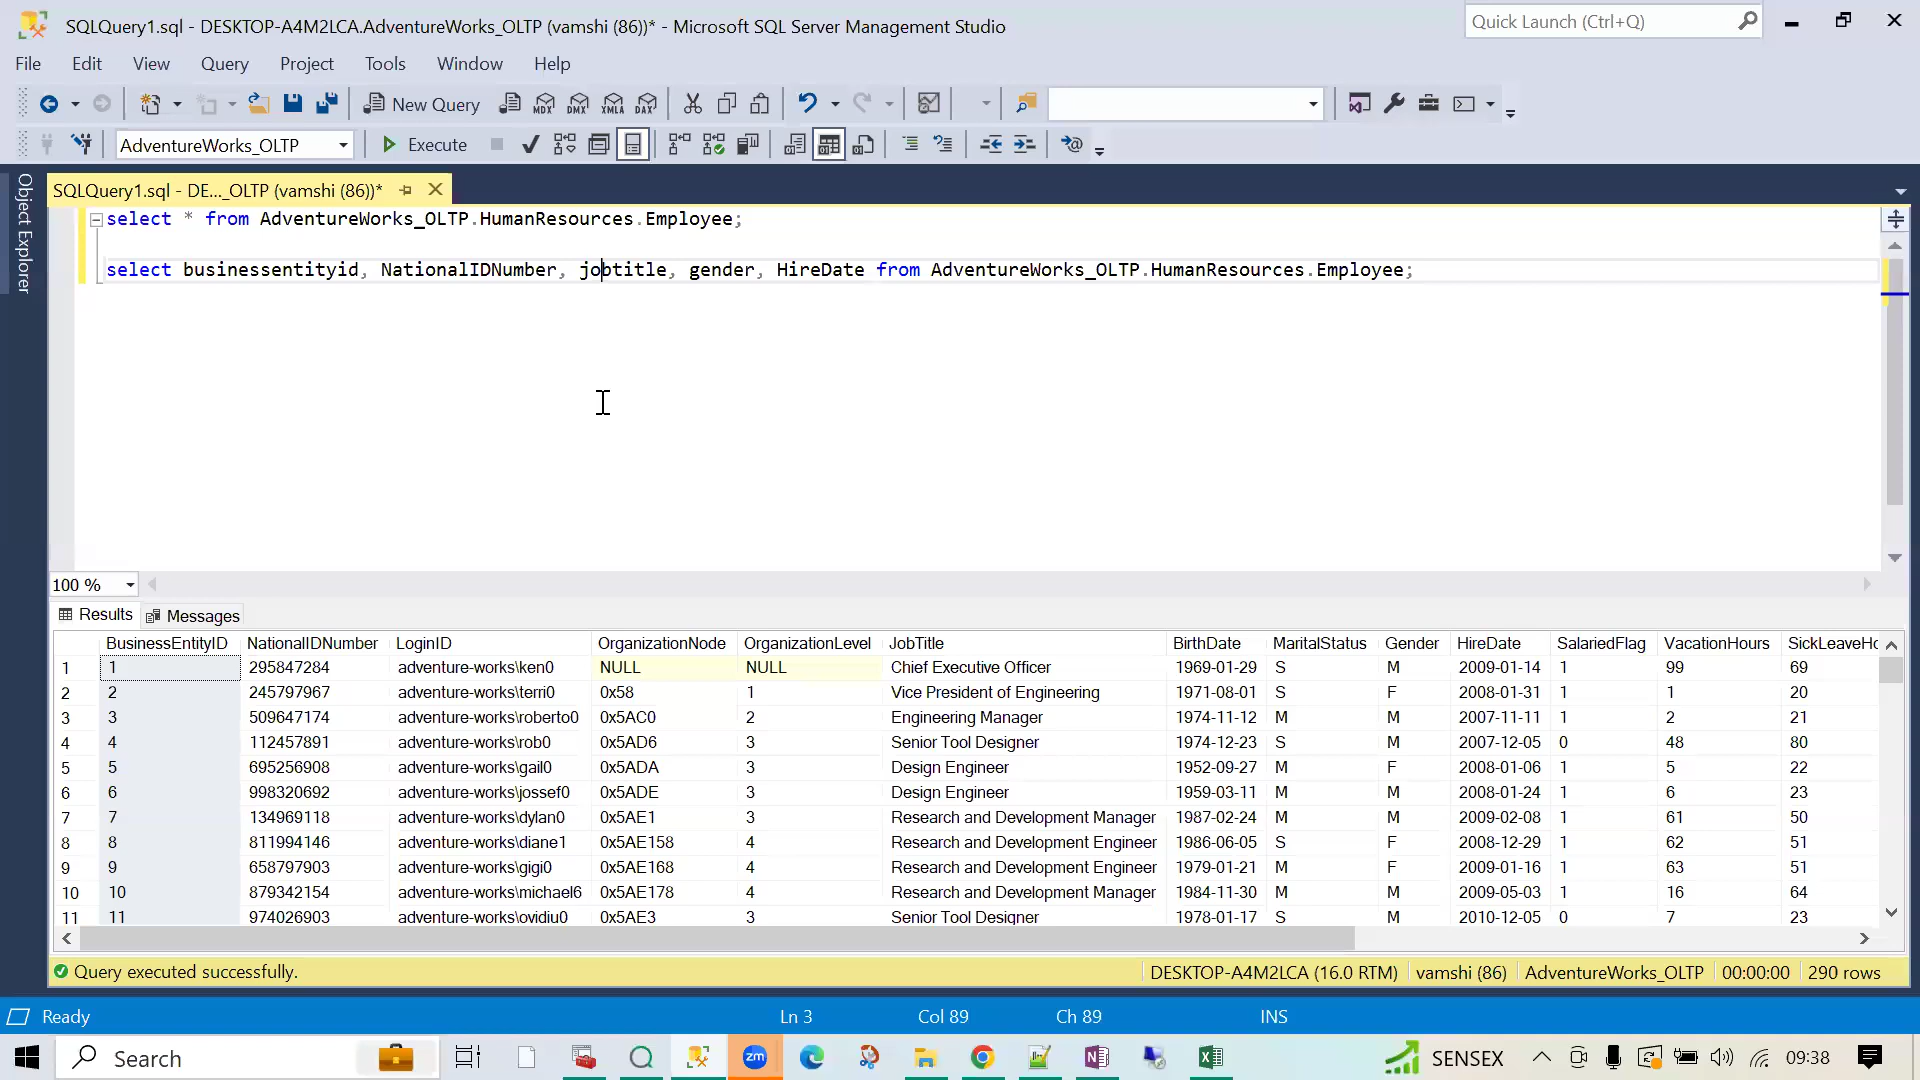 SQLQuery1.sql - DESKTOP-A4M2LCA.AdventureWorks_OLTP (vamshi (86))* - Microsoft SQL Server Management Studio
Quick Launch (Ctrl+Q)
File Edit View Query Project Tools Window Help
New Query MDX DMX XMLA DAX
AdventureWorks_OLTP Execute
Object Explorer
SQLQuery1.sql - DE..._OLTP (vamshi (86))*
select * from AdventureWorks_OLTP.HumanResources.Employee;
select businessentityid, NationalIDNumber, jobtitle, gender, HireDate from AdventureWorks_OLTP.HumanResources.Employee;
100 %
Results Messages
BusinessEntityID NationalIDNumber LoginID OrganizationNode OrganizationLevel JobTitle BirthDate MaritalStatus Gender HireDate SalariedFlag VacationHours SickLeaveHo
1 1 295847284 adventure-works\ken0 NULL NULL Chief Executive Officer 1969-01-29 S M 2009-01-14 1 99 69
2 2 245797967 adventure-works\terri0 0x58 1 Vice President of Engineering 1971-08-01 S F 2008-01-31 1 1 20
3 3 509647174 adventure-works\roberto0 0x5AC0 2 Engineering Manager 1974-11-12 M M 2007-11-11 1 2 21
4 4 112457891 adventure-works\rob0 0x5AD6 3 Senior Tool Designer 1974-12-23 S M 2007-12-05 0 48 80
5 5 695256908 adventure-works\gail0 0x5ADA 3 Design Engineer 1952-09-27 M F 2008-01-06 1 5 22
6 6 998320692 adventure-works\jossef0 0x5ADE 3 Design Engineer 1959-03-11 M M 2008-01-24 1 6 23
7 7 134969118 adventure-works\dylan0 0x5AE1 3 Research and Development Manager 1987-02-24 M M 2009-02-08 1 61 50
8 8 811994146 adventure-works\diane1 0x5AE158 4 Research and Development Engineer 1986-06-05 S F 2008-12-29 1 62 51
9 9 658797903 adventure-works\gigi0 0x5AE168 4 Research and Development Engineer 1979-01-21 M F 2009-01-16 1 63 51
10 10 879342154 adventure-works\michael6 0x5AE178 4 Research and Development Manager 1984-11-30 M M 2009-05-03 1 16 64
11 11 974026903 adventure-works\ovidiu0 0x5AE3 3 Senior Tool Designer 1978-01-17 S M 2010-12-05 0 7 23
Query executed successfully. DESKTOP-A4M2LCA (16.0 RTM) vamshi (86) AdventureWorks_OLTP 00:00:00 290 rows
Ready Ln 3 Col 89 Ch 89 INS
Search zm SENSEX 09:38